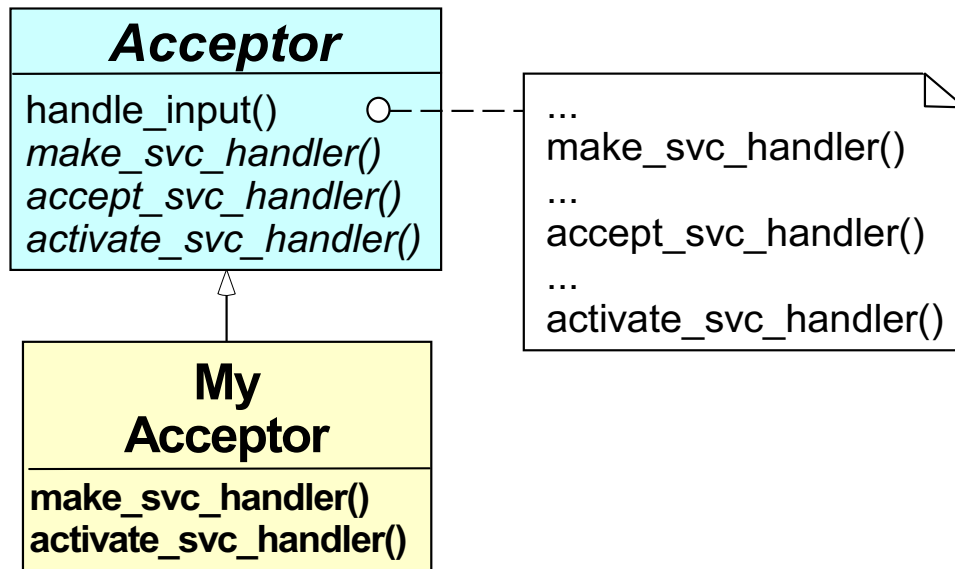 Acceptor
handle_input()
make_svc_handler()
accept_svc_handler()
activate_svc_handler()
...
make_svc_handler()
...
accept_svc_handler()
...
activate_svc_handler()
My
Acceptor
make_svc_handler()
activate_svc_handler()